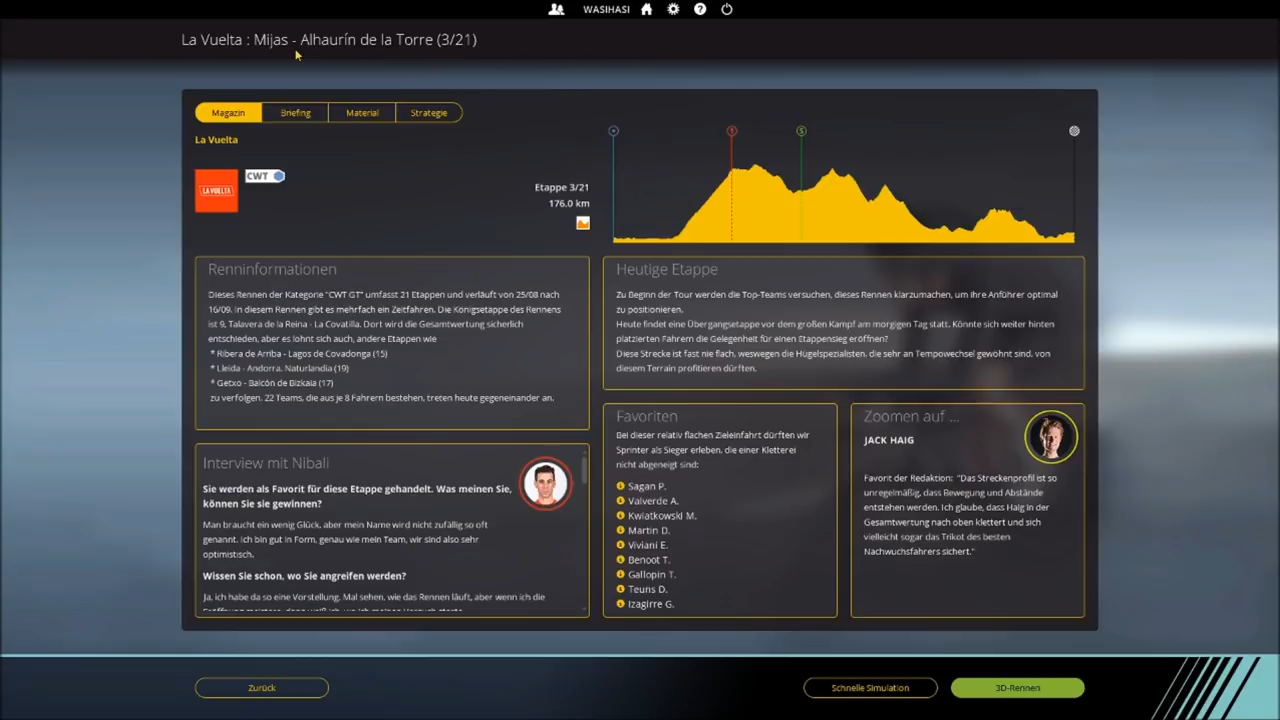 WASIHASI
La Vuelta : Mijas - Alhaurín de la Torre (3/21)
Magazin
Briefing
Material
Strategie
La Vuelta
LA VUELTA
CWT
Etappe 3/21
176.0 km
S
Renninformationen
Dieses Rennen der Kategorie "CWT GT" umfasst 21 Etappen und verläuft von 25/08 nach
16/09. In diesem Rennen gibt es mehrfach ein Zeitfahren. Die Königsetappe des Rennens
ist 9, Talavera de la Reina - La Covatilla. Dort wird die Gesamtwertung sicherlich
entschieden, aber es lohnt sich auch, andere Etappen wie
* Ribera de Arriba - Lagos de Covadonga (15)
* Lleida - Andorra. Naturlandia (19)
* Getxo - Balcón de Bizkaia (17)
zu verfolgen. 22 Teams, die aus je 8 Fahrern bestehen, treten heute gegeneinander an.
Heutige Etappe
Zu Beginn der Tour werden die Top-Teams versuchen, dieses Rennen klarzumachen, um ihre Anführer optimal
zu positionieren.
Heute findet eine Übergangsetappe vor dem großen Kampf am morgigen Tag statt. Könnte sich weiter hinten
platzierten Fahrern die Gelegenheit für einen Etappensieg eröffnen?
Diese Strecke ist fast nie flach, weswegen die Hügelspezialisten, die sehr an Tempowechsel gewöhnt sind, von
diesem Terrain profitieren dürften.
Interview mit Nibali
Sie werden als Favorit für diese Etappe gehandelt. Was meinen Sie,
können Sie sie gewinnen?
Man braucht ein wenig Glück, aber mein Name wird nicht zufällig so oft
genannt. Ich bin gut in Form, genau wie mein Team, wir sind also sehr
optimistisch.
Wissen Sie schon, wo Sie angreifen werden?
Ja, ich habe da so eine Vorstellung. Mal sehen, wie das Rennen läuft, aber wenn ich die
Favoriten
Bei dieser relativ flachen Zieleinfahrt dürften wir
Sprinter als Sieger erleben, die einer Kletterei
nicht abgeneigt sind:
Sagan P.
Valverde A.
Kwiatkowski M.
Martin D.
Viviani E.
Benoot T.
Gallopin T.
Teuns D.
Izagirre G.
Zoomen auf ...
JACK HAIG
Favorit der Redaktion: "Das Streckenprofil ist so
unregelmäßig, dass Bewegung und Abstände
entstehen werden. Ich glaube, dass Haig in der
Gesamtwertung nach oben klettert und sich
vielleicht sogar das Trikot des besten
Nachwuchsfahrers sichert."
Zurück
Schnelle Simulation
3D-Rennen